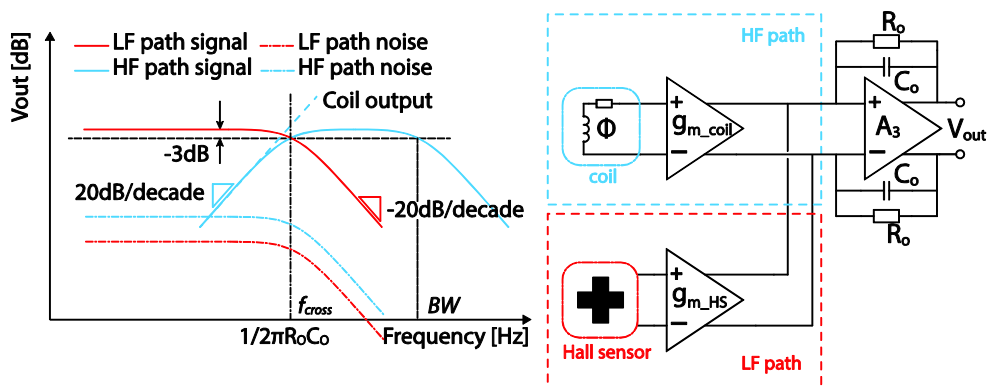 Vout [dB]
LF path signal
LF path noise
HF path signal
HF path noise
Coil output
-3dB
20dB/decade
-20dB/decade
fcross
BW
1/2πRoCo
Frequency [Hz]
HF path
Φ
coil
+
gm_coil
−
Ro
Co
+
A3
−
Vout
Co
Ro
+
gm_HS
−
Hall sensor
LF path